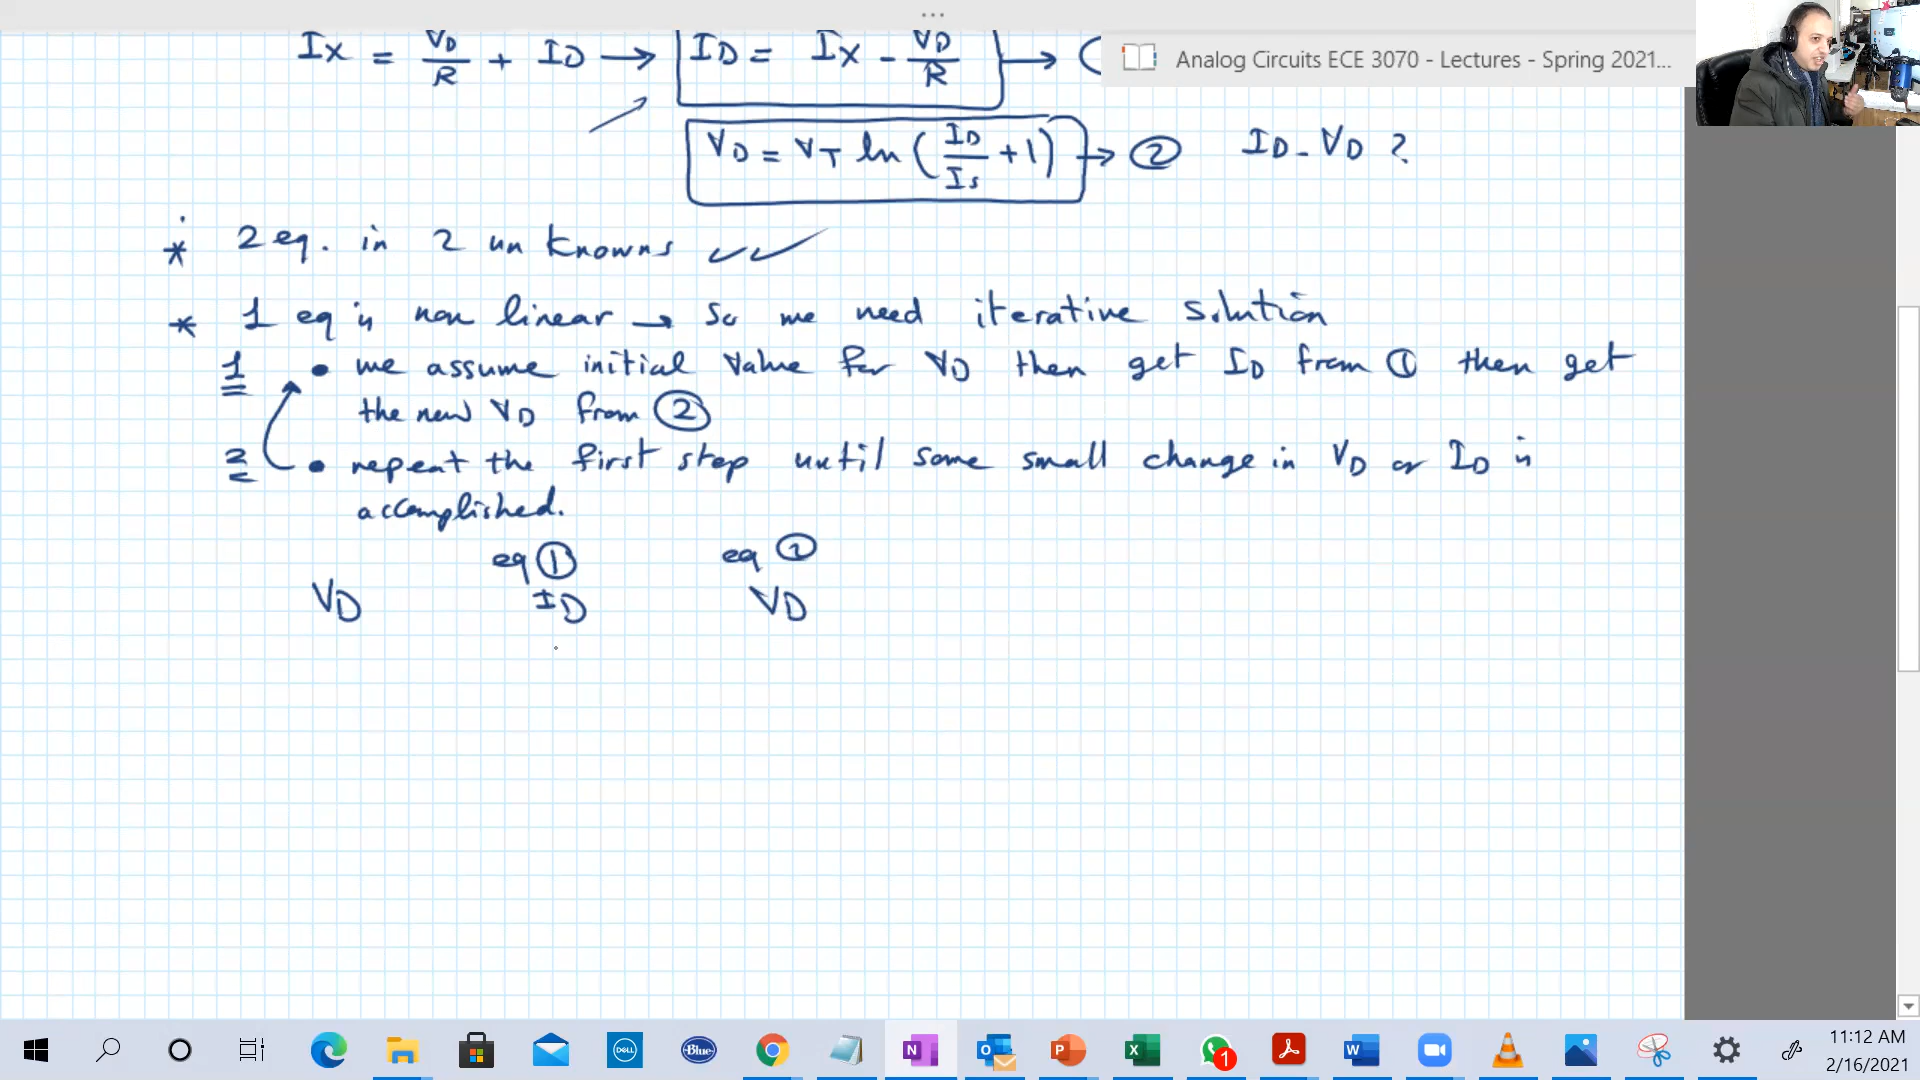 Analog Circuits ECE 3070 - Lectures - Spring 2021...
Ix = VD/R + ID → ID = Ix - VD/R →
VD = VT ln (ID/Is + 1) → ② ID - VD ?
* 2 eq. in 2 unknowns
* 1 eq is non linear → So we need iterative solution
1 • we assume initial value for VD then get ID from ① then get
the new VD from ②
2 • repeat the first step until some small change in VD or ID is
accomplished.
eq ① eq ②
VD ID VD
DELL
Blue
N
O
P
X
1
W
11:12 AM
2/16/2021